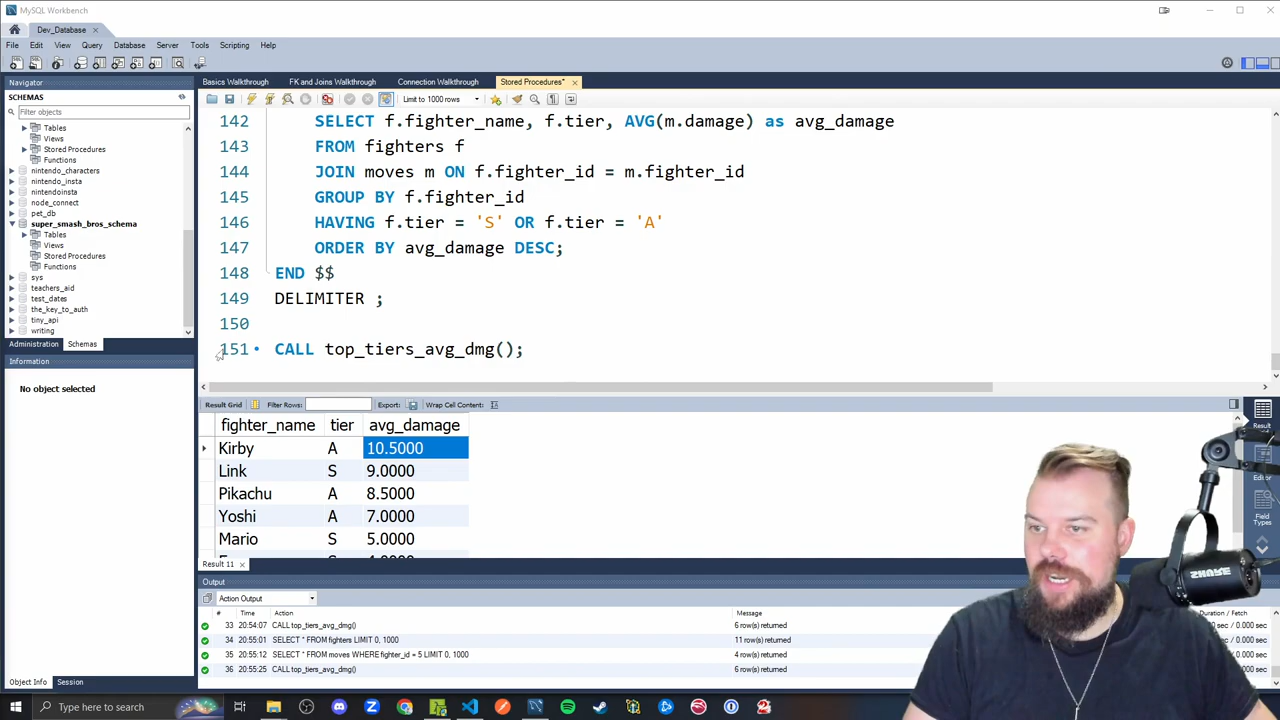 MySQL Workbench
Dev_Database
File Edit View Query Database Server Tools Scripting Help
Navigator
SCHEMAS
Filter objects
Tables
Views
Stored Procedures
Functions
nintendo_characters
nintendo_insta
nintendoinsta
node_connect
pet_db
super_smash_bros_schema
Tables
Views
Stored Procedures
Functions
sys
teachers_aid
test_dates
the_key_to_auth
tiny_api
writing
Administration Schemas
Information
No object selected
Basics Walkthrough FK and Joins Walkthrough Connection Walkthrough Stored Procedures*
Limit to 1000 rows
142 SELECT f.fighter_name, f.tier, AVG(m.damage) as avg_damage
143 FROM fighters f
144 JOIN moves m ON f.fighter_id = m.fighter_id
145 GROUP BY f.fighter_id
146 HAVING f.tier = 'S' OR f.tier = 'A'
147 ORDER BY avg_damage DESC;
148 END $$
149 DELIMITER ;
150
151 CALL top_tiers_avg_dmg();
Result Grid Filter Rows: Export: Wrap Cell Content:
fighter_name tier avg_damage
Kirby A 10.5000
Link S 9.0000
Pikachu A 8.5000
Yoshi A 7.0000
Mario S 5.0000
Result
Editor
Field
Types
SHURE
Result 11
Output
Action Output
# Time Action Message Duration / Fetch
33 20:54:07 CALL top_tiers_avg_dmg() 6 row(s) returned 0.000 sec
34 20:55:01 SELECT * FROM fighters LIMIT 0, 1000 11 row(s) returned / 0.000 sec
35 20:55:12 SELECT * FROM moves WHERE fighter_id = 5 LIMIT 0, 1000 4 row(s) returned / 0.000 sec
36 20:55:25 CALL top_tiers_avg_dmg() 6 row(s) returned / 0.000 sec
Object Info Session
Type here to search